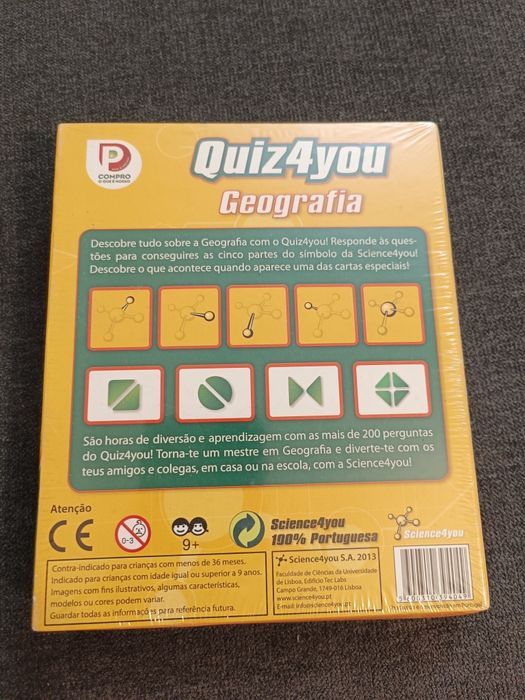 COMPRO
O QUE É NOSSO
Quiz4you
Geografia
Descobre tudo sobre a Geografia com o Quiz4you! Responde às ques-
tões para conseguires as cinco partes do símbolo da Science4you!
Descobre o que acontece quando aparece uma das cartas especiais!
São horas de diversão e aprendizagem com as mais de 200 perguntas
do Quiz4you! Torna-te um mestre em Geografia e diverte-te com os
teus amigos e colegas, em casa ou na escola, com a Science4you!
Atenção
CE
0-3
9+
Science4you
100% Portuguesa
Science4you
Contra-indicado para crianças com menos de 36 meses.
Indicado para crianças com idade igual ou superior a 9 anos.
Imagens com fins ilustrativos, algumas características,
modelos ou cores podem variar.
Guardar todas as informações para referência futura.
Science4you S.A. 2013
Faculdade de Ciências da Universidade
de Lisboa, Edifício Tec Labs
Campo Grande, 1749-016 Lisboa
www.science4you.pt
E-mail: info@science4you.pt